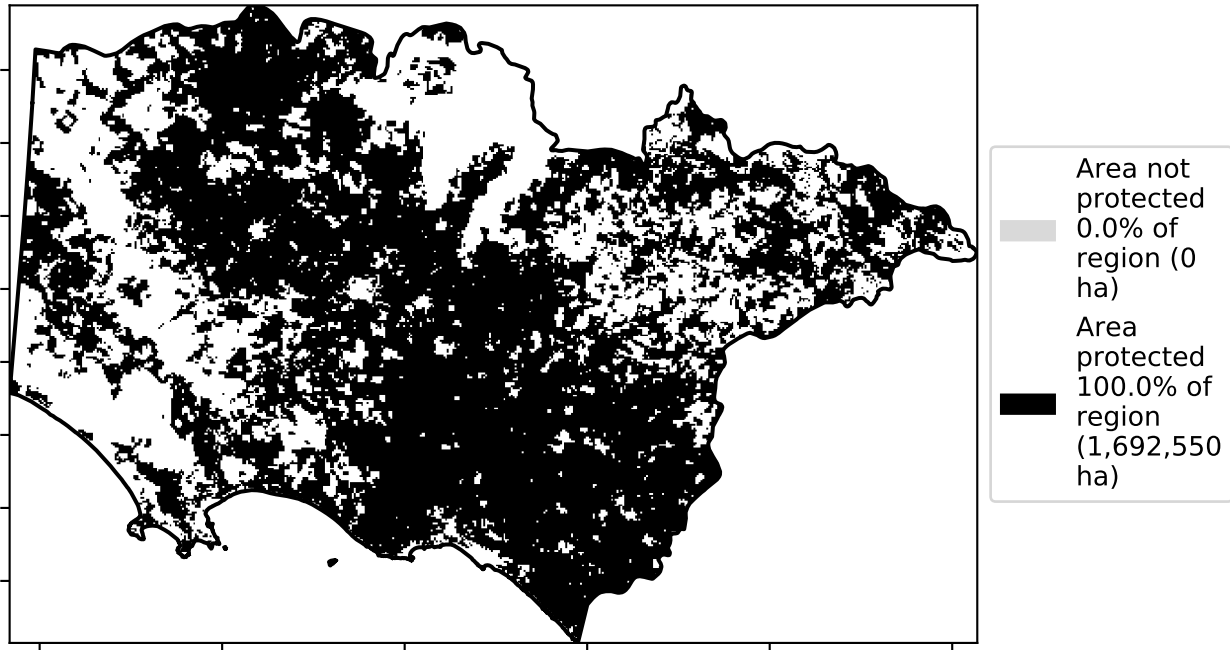 Area not
protected
0.0% of
region (0
ha)
Area
protected
100.0% of
region
(1,692,550
ha)